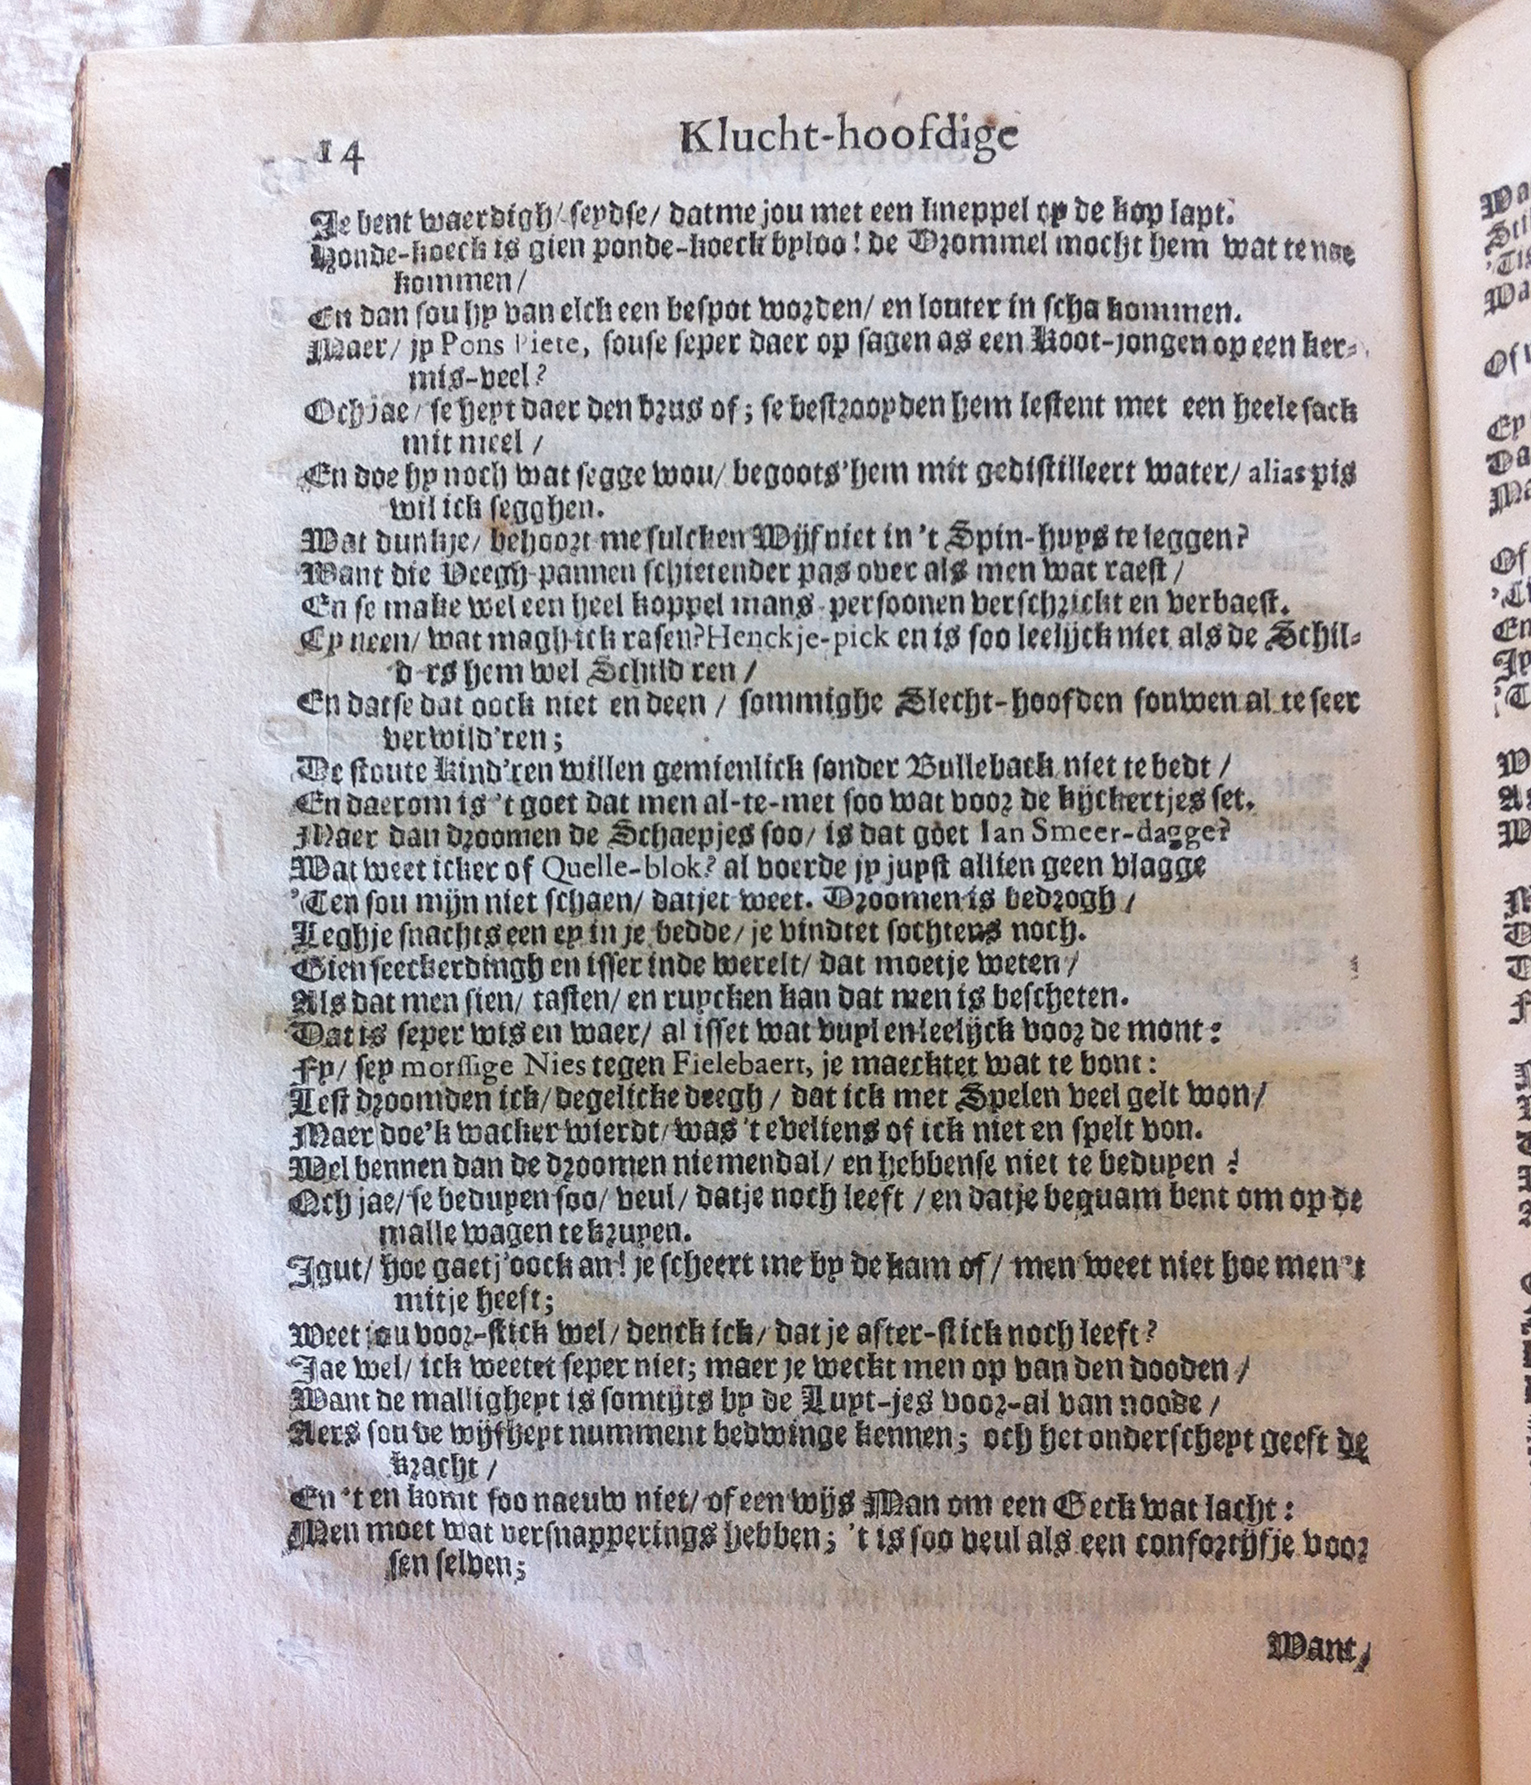 14 Klucht-hoofdige
Je bent waerdigh/ seydse/ datme jou met een kneppel op de kop lapt.
Honde-koeck is gien ponde-koeck byloo! de Drommel mocht hem wat te nae
kommen/
En dan sou hy van elck een bespot worden/ en louter in scha kommen.
Maer/ jy Pons Piete, souse seper daer op sagen as een Koot-jongen op een ker-
mis-veel?
Och jae/ se heyt daer den brus of; se bestroopden hem lestent met een heele sack
mit meel/
En doe hy noch wat segge wou/ begoots'hem mit gedistilleert water/ alias pis
wil ick segghen.
Wat dunkje/ behoort me sulcken Wijf niet in 't Spin-huys te leggen?
Want die Veegh-pannen schietender pas over als men wat raest/
En se make wel een heel koppel mans-persoonen verschrickt en verbaest.
Ey neen/ wat magh ick rasen? Henckje-pick en is soo leelijck niet als de Schil-
d rs hem wel Schild ren/
En datse dat oock niet en deen/ sommighe Slecht-hoofden souwen al te seer
verwild'ren;
De stoute Kind'ren willen gemienlick sonder Bulleback niet te bedt/
En daerom is 't goet dat men al-te-met soo wat voor de kijckertjes set.
Maer dan droomen de Schaepjes soo/ is dat goet Ian Smeer-dagge?
Wat weet icker of Quelle-blok? al voerde jy juyst allien geen vlagge
'Ten sou mijn niet schaen/ datjet weet. Droomen is bedrogh/
Leghje snachts een ey in je bedde/ je vindtet sochtens noch.
Gien seeckerdingh en isser inde werelt/ dat moetje weten/
Als dat men sien/ tasten/ en ruycken kan dat men is bescheten.
Dat is seper wis en waer/ al isset wat vuyl en leelijck voor de mont:
Fy/ sey morssige Nies tegen Fielebaert, je maecktet wat te bont:
Lest droomden ick/ degelicke deegh/ dat ick met Spelen veel gelt won/
Maer doe'k wacker wierdt/ was 't eveliens of ick niet en spelt von.
Wel bennen dan de droomen niemendal/ en hebbense niet te beduyen?
Och jae/ se beduyen soo/ veul/ datje noch leeft/ en datje bequam bent om op de
malle wagen te kruyen.
Jgut/ hoe gaetj'oock an! je scheert me by de kam of/ men weet niet hoe men't
mitje heeft;
Weet jou voor-stick wel/ denck ick/ dat je after-stick noch leeft?
Jae wel/ ick weetet seper niet; maer je weckt men op van den dooden/
Want de malligheyt is somtijts by de Luyt-jes voor-al van noode/
Aers sou de wijsheyt numment bedwinge kennen; och het onderscheyt geeft de
kracht/
En 't en komt soo naeuw niet/ of een wijs Man om een Geck wat lacht:
Men moet wat versnapperings hebben; 't is soo veul als een confortijfje voor
sen selven;
Want/